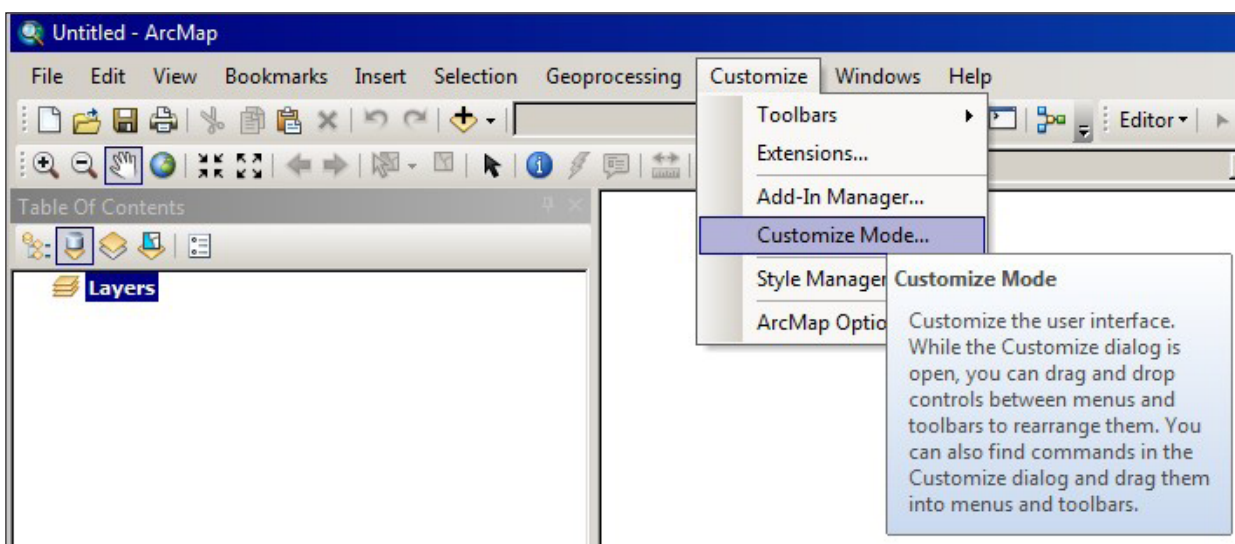 Untitled - ArcMap
File Edit View Bookmarks Insert Selection Geoprocessing Customize Windows Help
Toolbars
Editor
Extensions...
Table Of Contents
Add-In Manager...
Customize Mode...
Layers
Style Manager
Customize Mode
ArcMap Optio
Customize the user interface.
While the Customize dialog is
open, you can drag and drop
controls between menus and
toolbars to rearrange them. You
can also find commands in the
Customize dialog and drag them
into menus and toolbars.